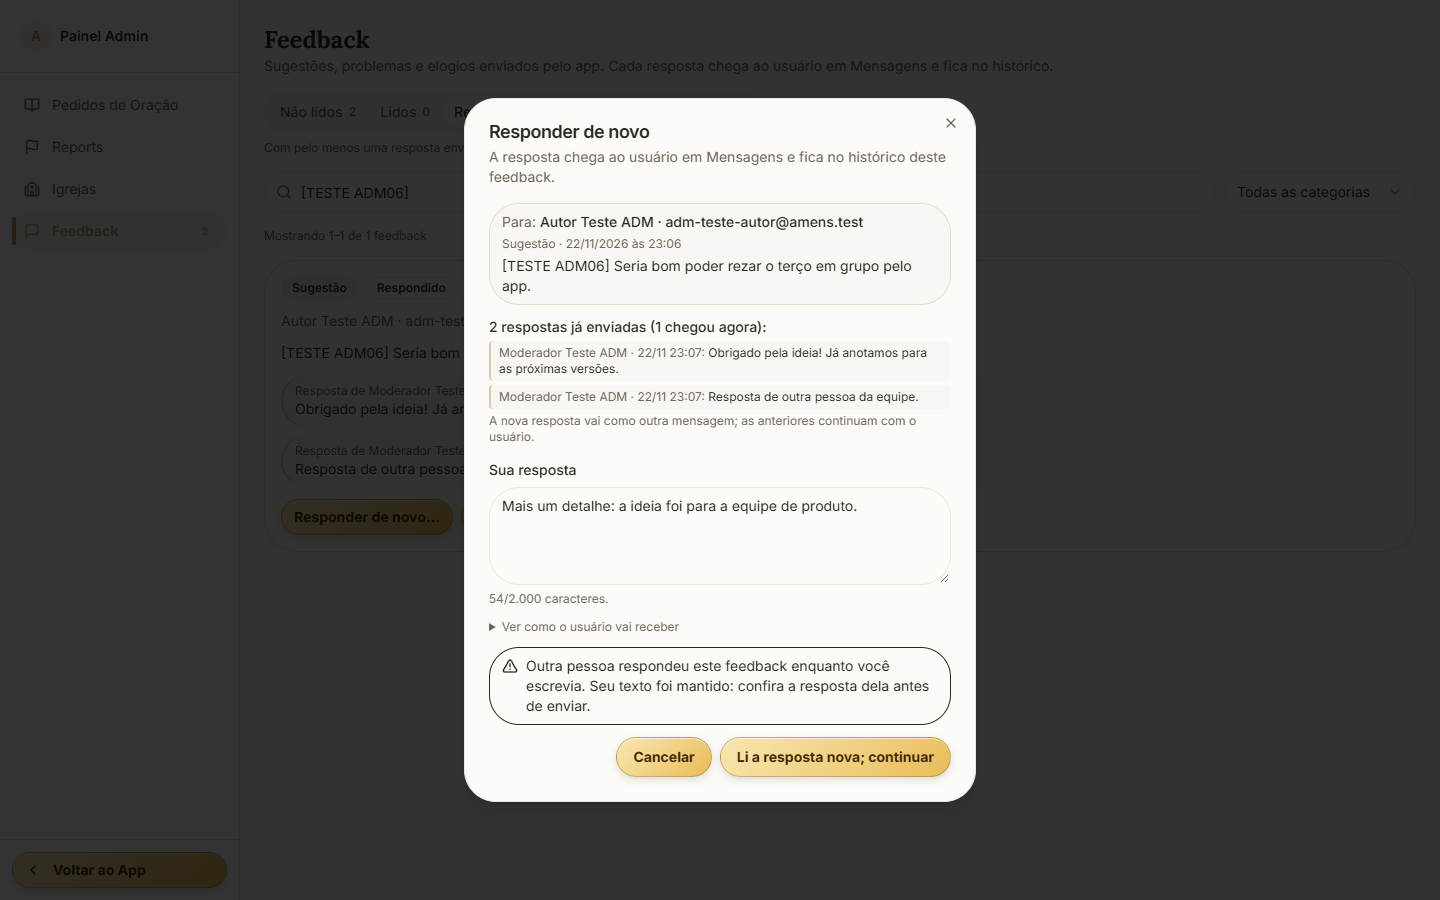 A
Painel Admin
Pedidos de Oração
Reports
Igrejas
Feedback 2
Voltar ao App
Feedback
Sugestões, problemas e elogios enviados pelo app. Cada resposta chega ao usuário em Mensagens e fica no histórico.
Não lidos 2 Lidos 0
Com pelo menos uma resposta
[TESTE ADM06]
Todas as categorias
Mostrando 1–1 de 1 feedback
Sugestão Respondido
Autor Teste ADM ·
[TESTE ADM06] Seria bom
Resposta de Moderador Teste
Obrigado pela ideia! Já
Resposta de Moderador Teste
Resposta de outra
Responder de novo...
Responder de novo
A resposta chega ao usuário em Mensagens e fica no histórico deste
feedback.
Para: Autor Teste ADM · adm-teste-autor@amens.test
Sugestão · 22/11/2026 às 23:06
[TESTE ADM06] Seria bom poder rezar o terço em grupo pelo
app.
2 respostas já enviadas (1 chegou agora):
Moderador Teste ADM · 22/11 23:07: Obrigado pela ideia! Já anotamos para
as próximas versões.
Moderador Teste ADM · 22/11 23:07: Resposta de outra pessoa da equipe.
A nova resposta vai como outra mensagem; as anteriores continuam com o
usuário.
Sua resposta
Mais um detalhe: a ideia foi para a equipe de produto.
54/2.000 caracteres.
Ver como o usuário vai receber
Outra pessoa respondeu este feedback enquanto você
escrevia. Seu texto foi mantido: confira a resposta dela antes
de enviar.
Cancelar
Li a resposta nova; continuar